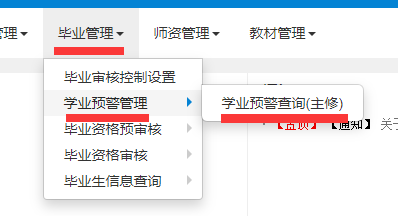 管理
毕业管理
师资管理
教材管理
毕业审核控制设置
学业预警管理
学业预警查询(主修)
毕业资格预审核
【置顶】【通知】关于
毕业资格审核
毕业生信息查询